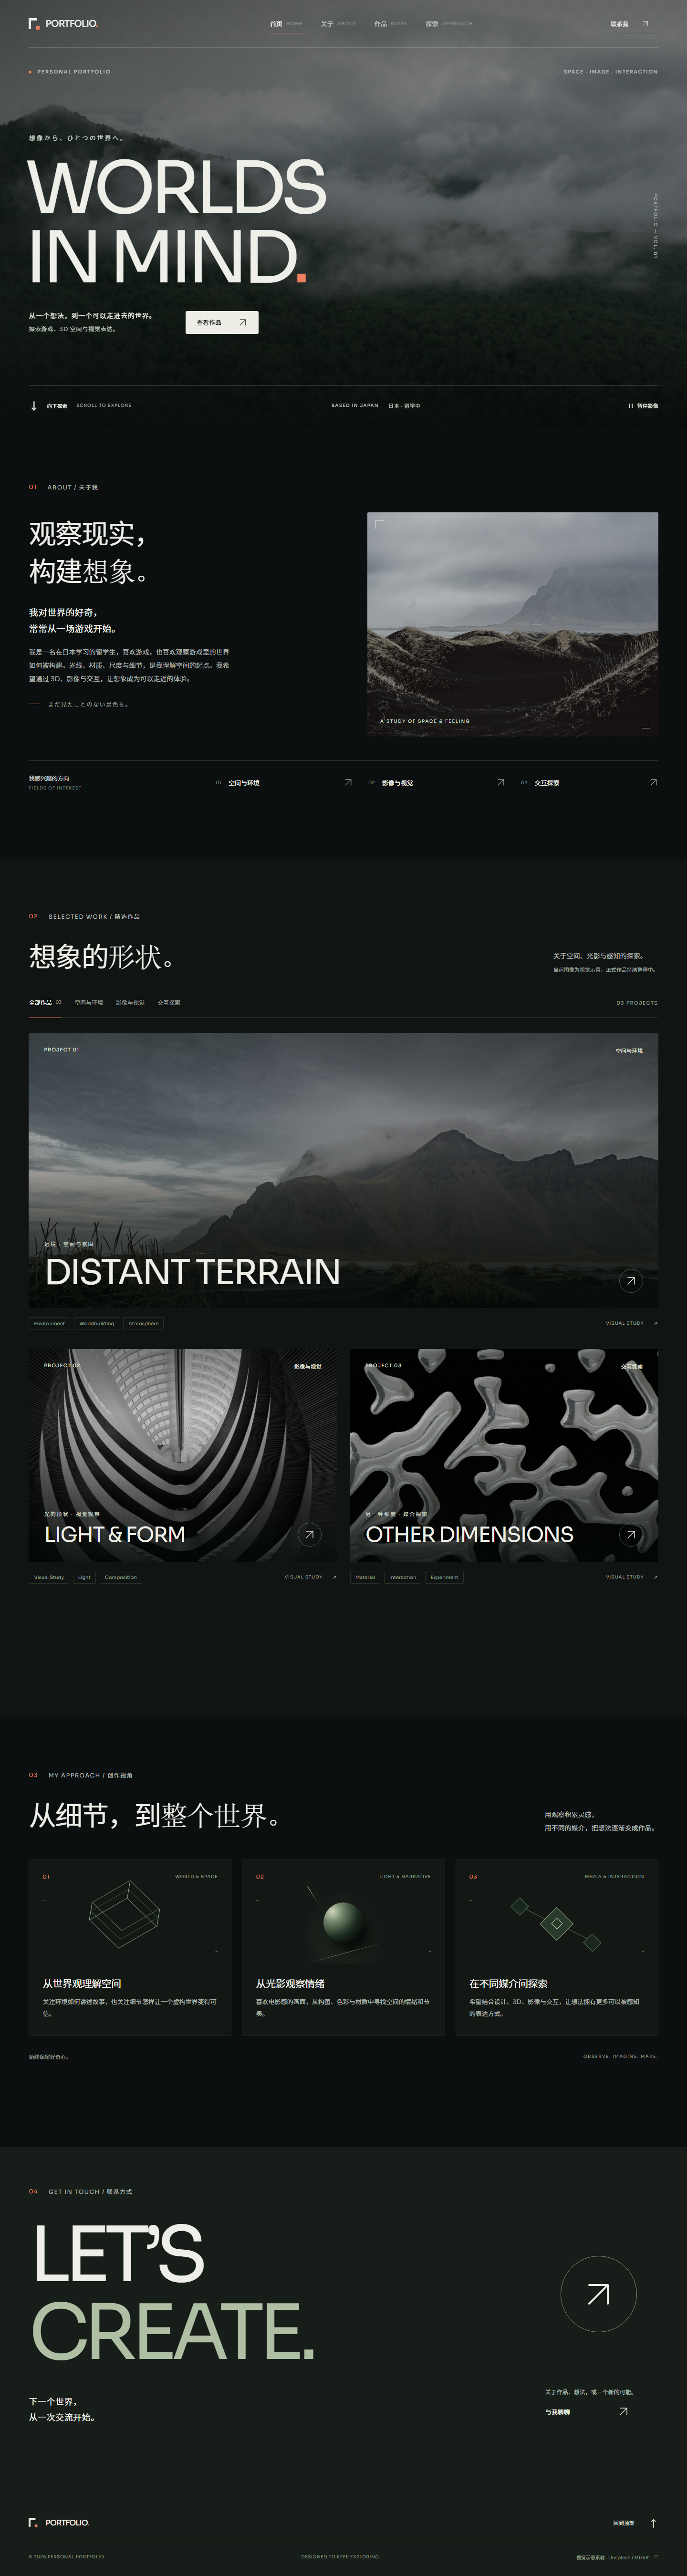 PORTFOLIO.
首页 HOME 关于 ABOUT 作品 WORK 探索 APPROACH
联系我
PERSONAL PORTFOLIO
SPACE · IMAGE · INTERACTION
想像から、ひとつの世界へ。
WORLDS
IN MIND.
PORTFOLIO — VOL. 01
从一个想法，到一个可以走进去的世界。
探索游戏、3D 空间与视觉表达。
查看作品
向下探索 SCROLL TO EXPLORE
BASED IN JAPAN 日本 · 留学中
暂停影像
01 ABOUT / 关于我
观察现实，
构建想象。
我对世界的好奇，
常常从一场游戏开始。
我是一名在日本学习的留学生，喜欢游戏，也喜欢观察游戏里的世界
如何被构建。光线、材质、尺度与细节，是我理解空间的起点。我希
望通过 3D、影像与交互，让想象成为可以走近的体验。
まだ見たことのない景色を。
A STUDY OF SPACE & FEELING
我感兴趣的方向
FIELDS OF INTEREST
01 空间与环境
02 影像与视觉
03 交互探索
02 SELECTED WORK / 精选作品
想象的形状。
关于空间、光影与感知的探索。
当前图像为视觉示意，正式作品持续整理中。
全部作品 03 空间与环境 影像与视觉 交互探索
03 PROJECTS
PROJECT 01
空间与环境
远境 · 空间与氛围
DISTANT TERRAIN
Environment Worldbuilding Atmosphere
VISUAL STUDY
PROJECT 02
影像与视觉
光的形状 · 视觉观察
LIGHT & FORM
Visual Study Light Composition
VISUAL STUDY
PROJECT 03
交互探索
另一种维度 · 媒介探索
OTHER DIMENSIONS
Material Interaction Experiment
VISUAL STUDY
03 MY APPROACH / 创作视角
从细节，到整个世界。
用观察积累灵感，
用不同的媒介，把想法逐渐变成作品。
01 WORLD & SPACE
从世界观理解空间
关注环境如何讲述故事，也关注细节怎样让一个虚构世界变得可
信。
02 LIGHT & NARRATIVE
从光影观察情绪
喜欢电影感的画面，从构图、色彩与材质中寻找空间的情绪和节
奏。
03 MEDIA & INTERACTION
在不同媒介间探索
希望结合设计、3D、影像与交互，让想法拥有更多可以被感知
的表达方式。
始终保留好奇心。
OBSERVE. IMAGINE. MAKE.
04 GET IN TOUCH / 联系方式
LET'S
CREATE.
下一个世界，
从一次交流开始。
关于作品、想法，或一个新的可能。
与我聊聊
PORTFOLIO.
回到顶部
© 2026 PERSONAL PORTFOLIO
DESIGNED TO KEEP EXPLORING
视觉示意素材 · Unsplash / Mixkit